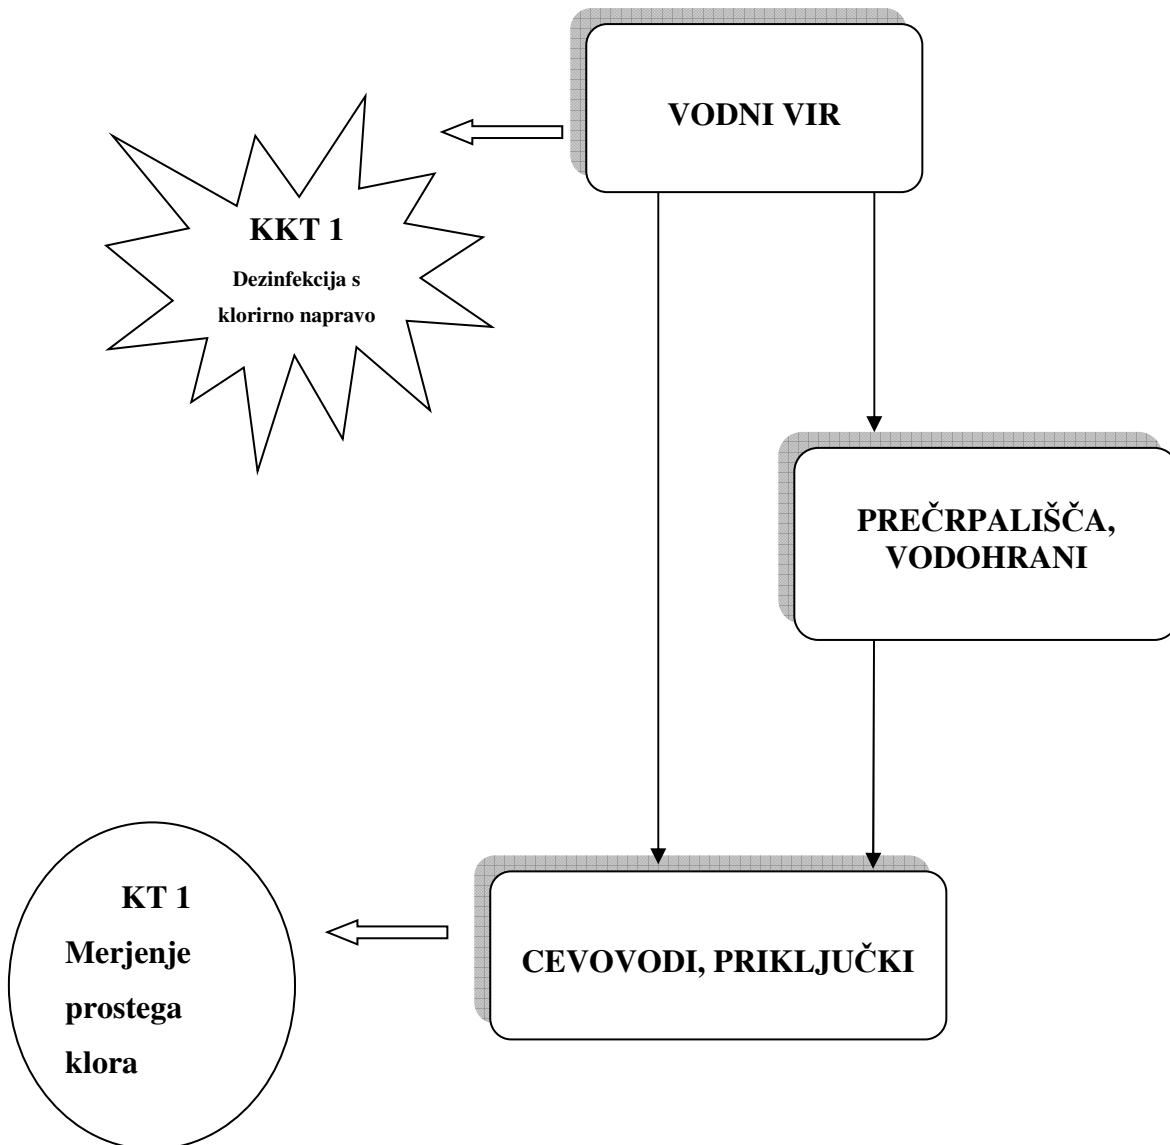 VODNI VIR
KKT 1
Dezinfekcija s
klorirno napravo
PREČRPALIŠČA,
VODOHRANI
KT 1
Merjenje
prostega
klora
CEVOVODI, PRIKLJUČKI